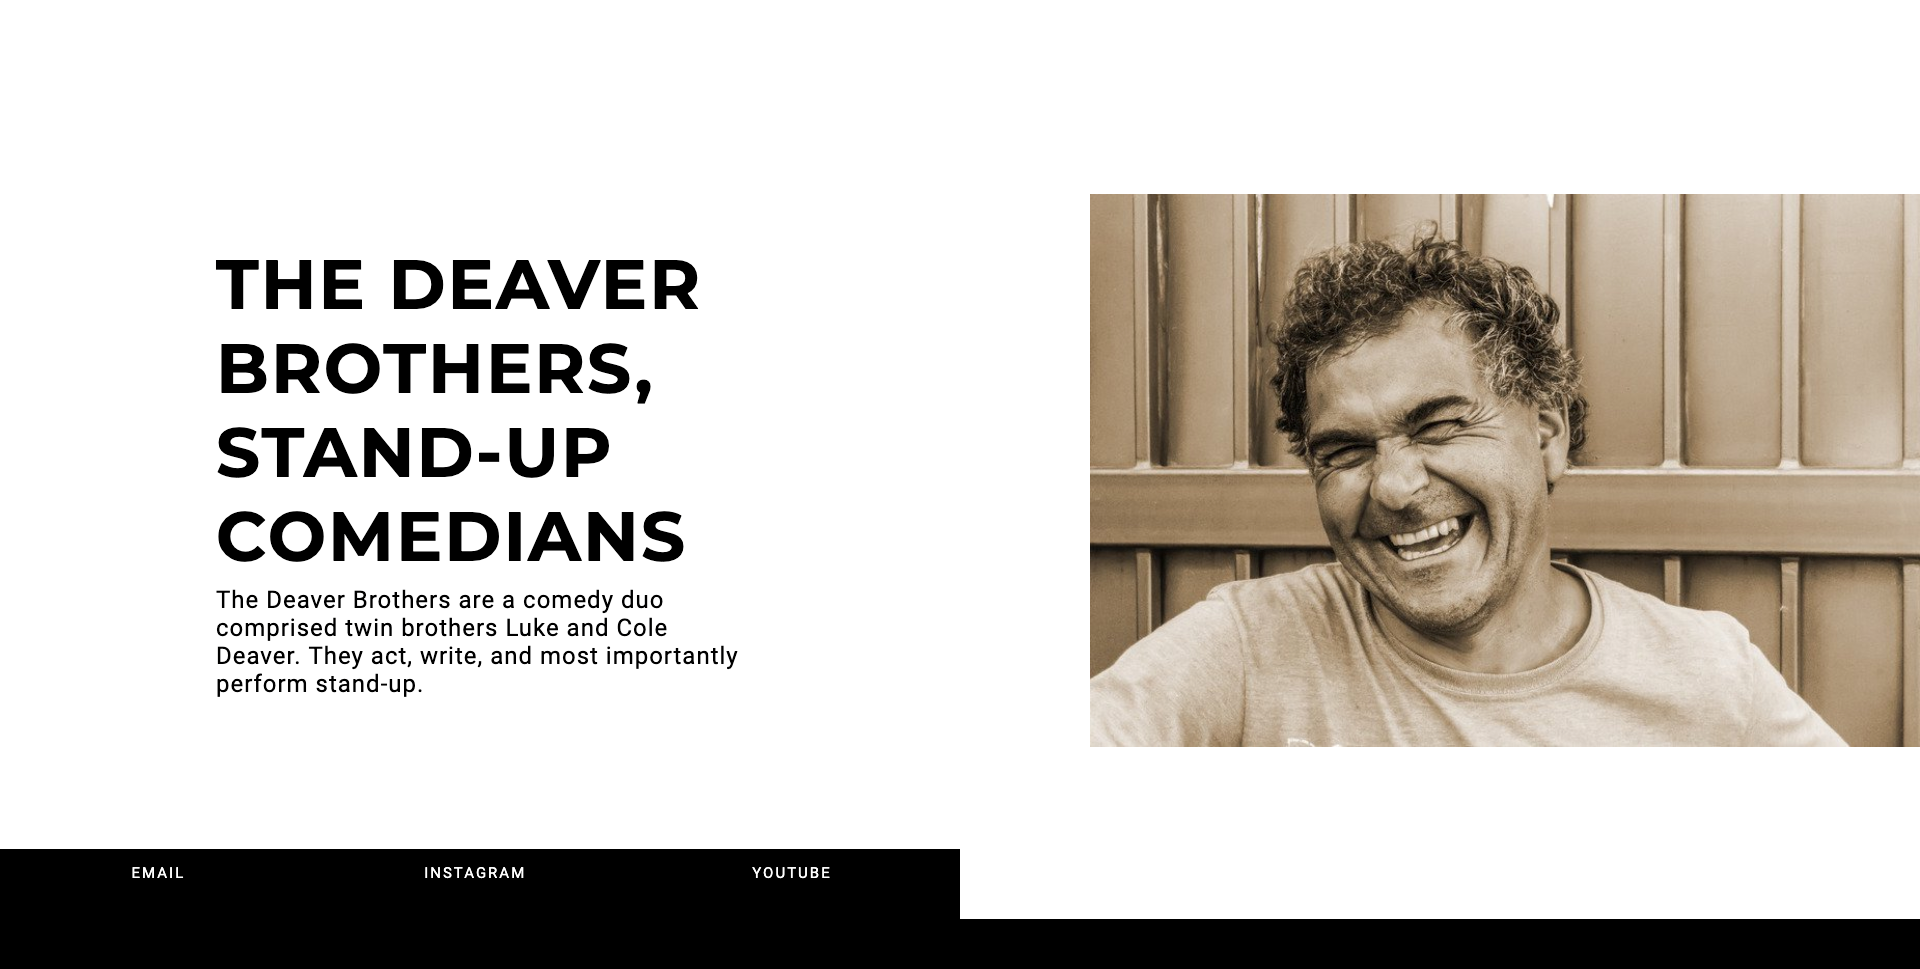 THE DEAVER
BROTHERS,
STAND-UP
COMEDIANS
The Deaver Brothers are a comedy duo
comprised twin brothers Luke and Cole
Deaver. They act, write, and most importantly
perform stand-up.
EMAIL
INSTAGRAM
YOUTUBE